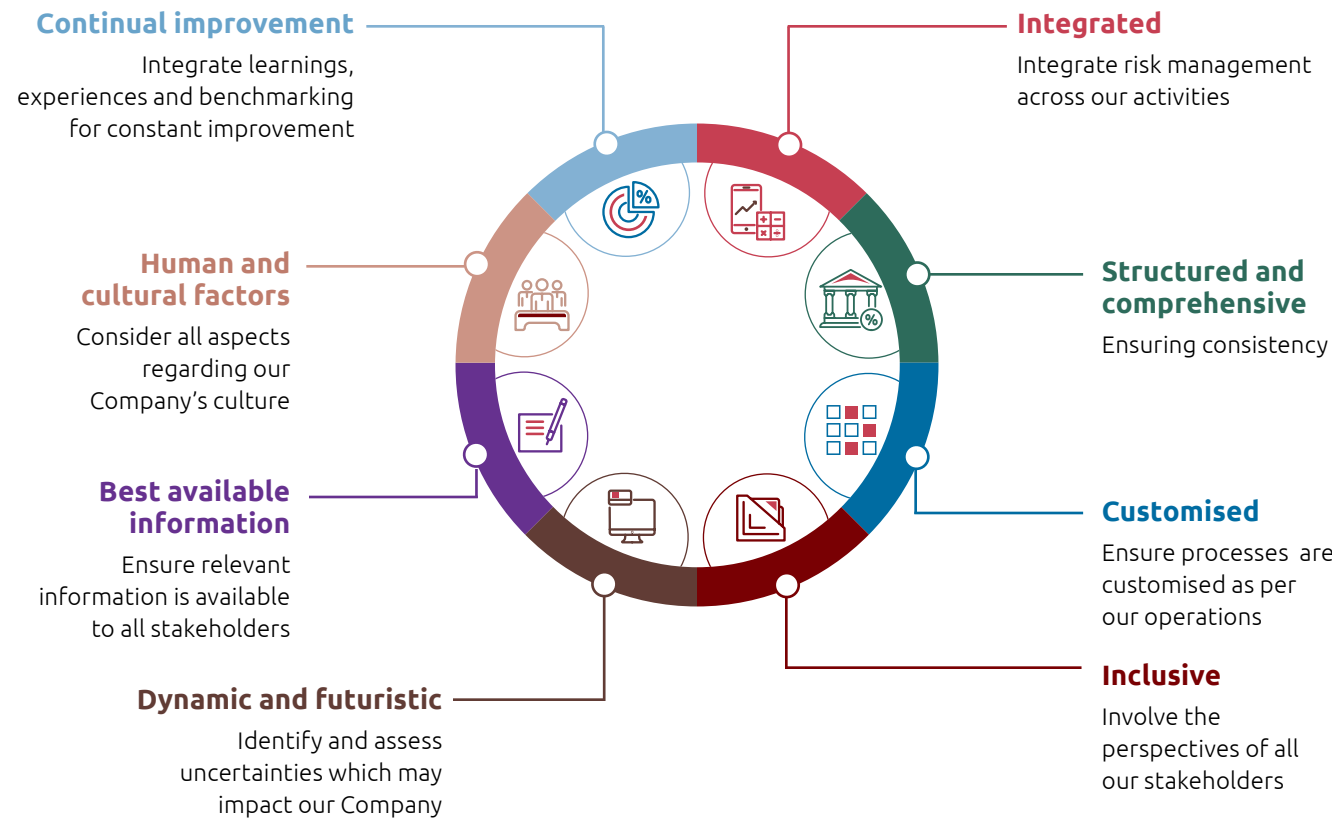 Continual improvement
Integrate learnings,
experiences and benchmarking
for constant improvement
Integrated
Integrate risk management
across our activities
Human and
cultural factors
Consider all aspects
regarding our
Company’s culture
Structured and
comprehensive
Ensuring consistency
Best available
information
Ensure relevant
information is available
to all stakeholders
Customised
Ensure processes are
customised as per
our operations
Dynamic and futuristic
Identify and assess
uncertainties which may
impact our Company
Inclusive
Involve the
perspectives of all
our stakeholders
%
%